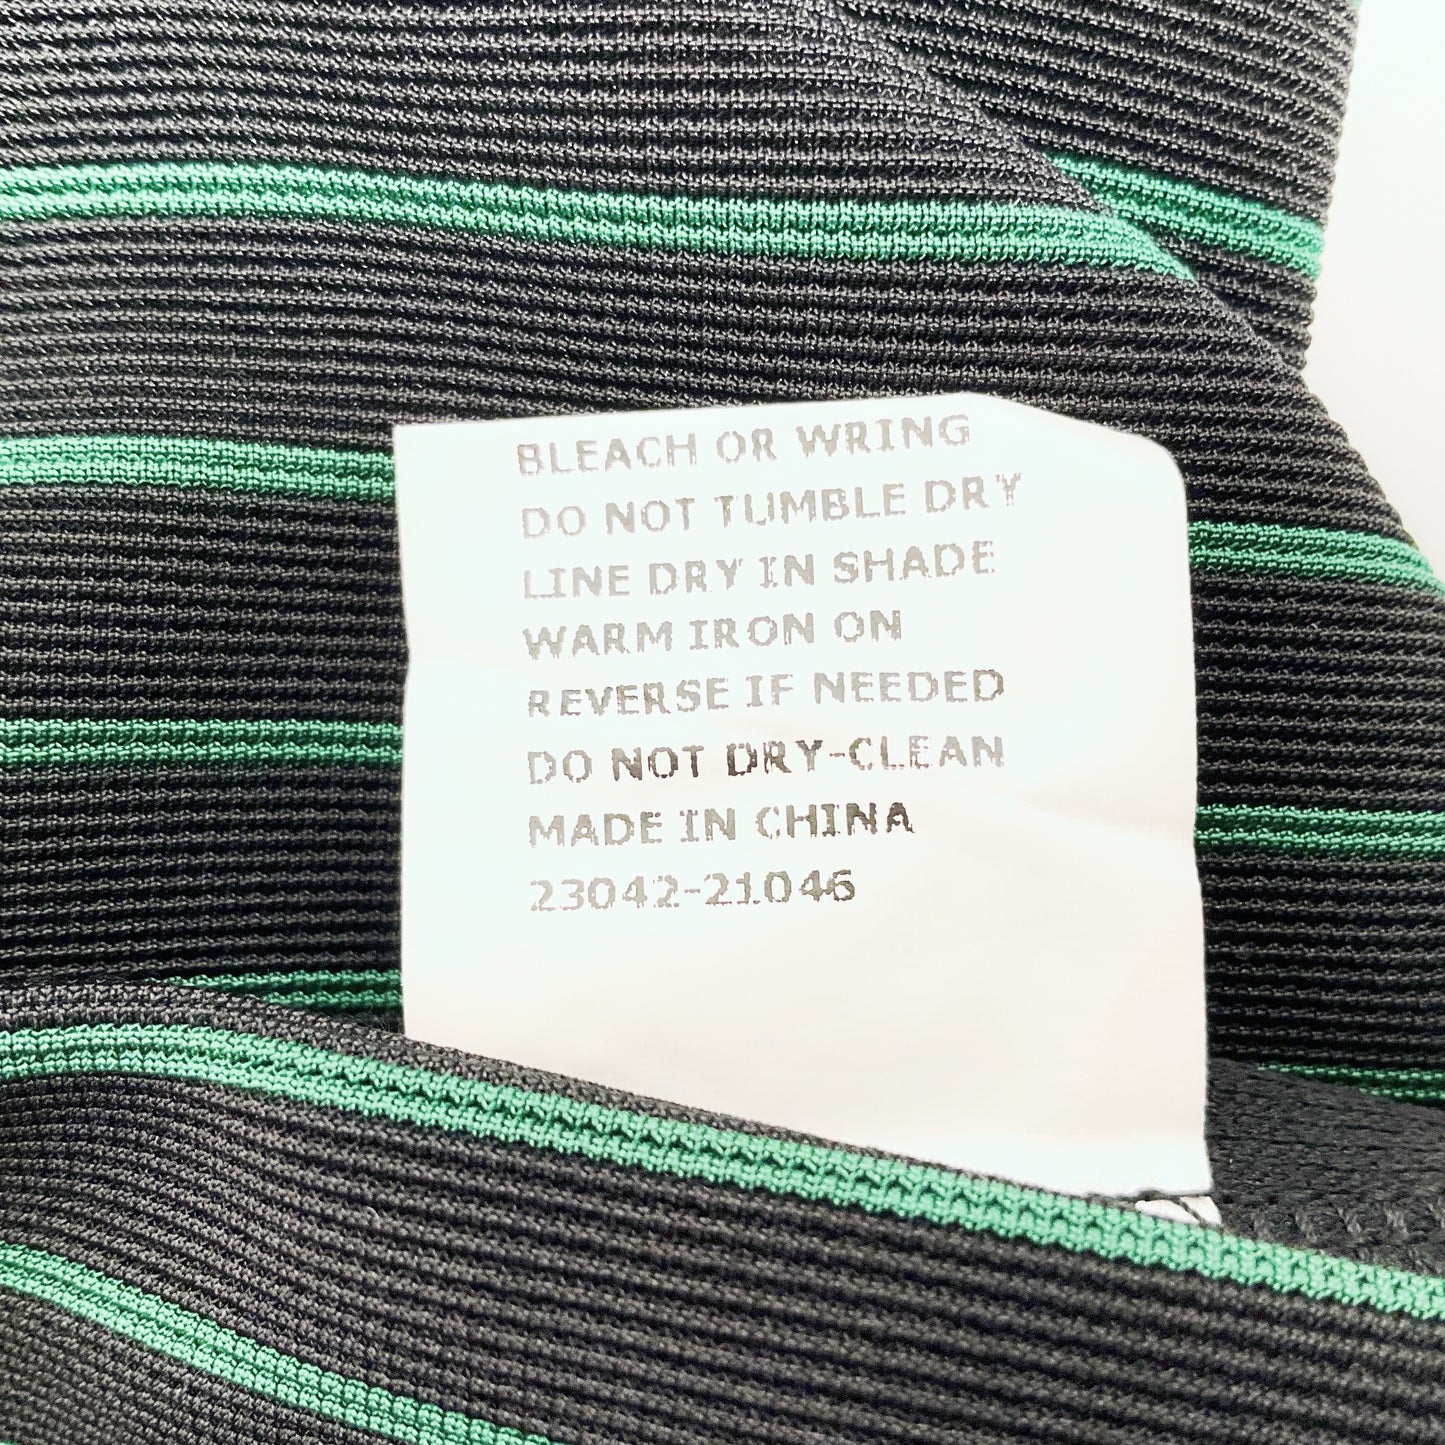 BLEACH OR WRING
DO NOT TUMBLE DRY
LINE DRY IN SHADE
WARM IRON ON
REVERSE IF NEEDED
DO NOT DRY-CLEAN
MADE IN CHINA
23042-21046